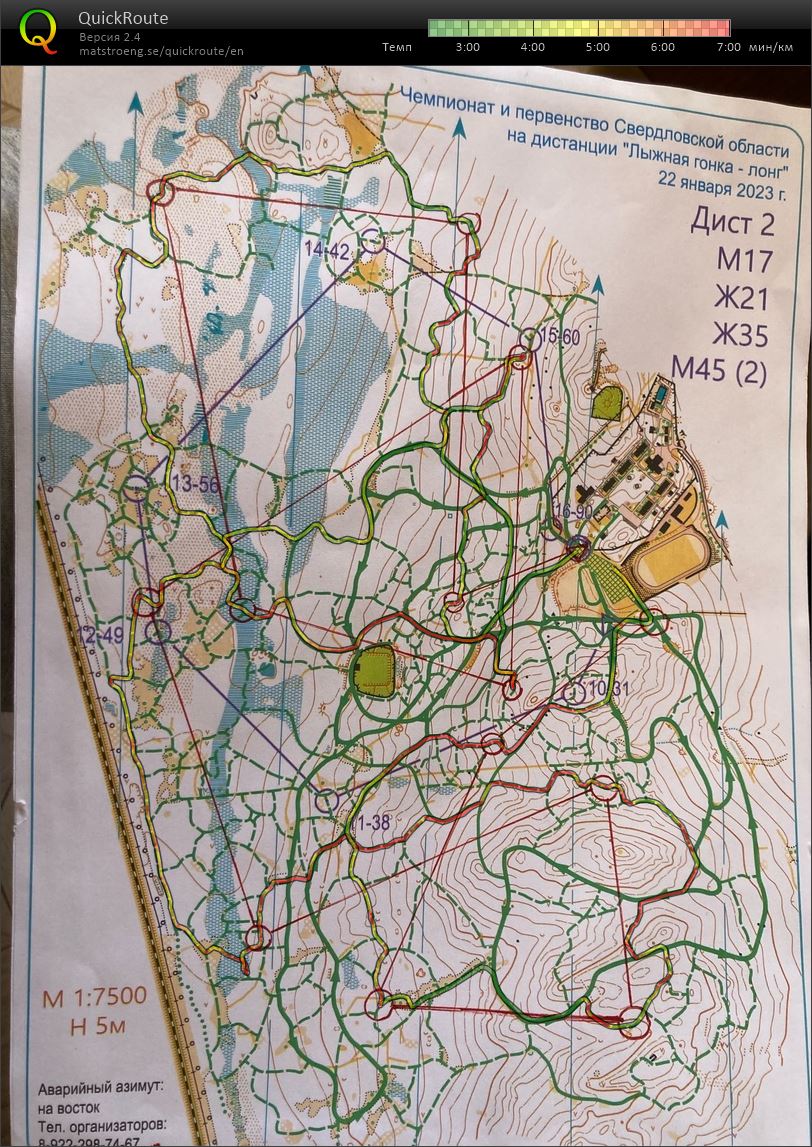 QuickRoute
Версия 2.4
matstroeng.se/quickroute/en
Темп 3:00 4:00 5:00 6:00 7:00 мин/км
Чемпионат и первенство Свердловской области
на дистанции "Лыжная гонка - лонг"
22 января 2023 г.
Дист 2
М17
Ж21
Ж35
М45 (2)
14-42
15-60
13-56
16-90
12-49
10-31
11-38
М 1:7500
H 5м
Аварийный азимут:
на восток
Тел. организаторов:
8-922-298-74-67